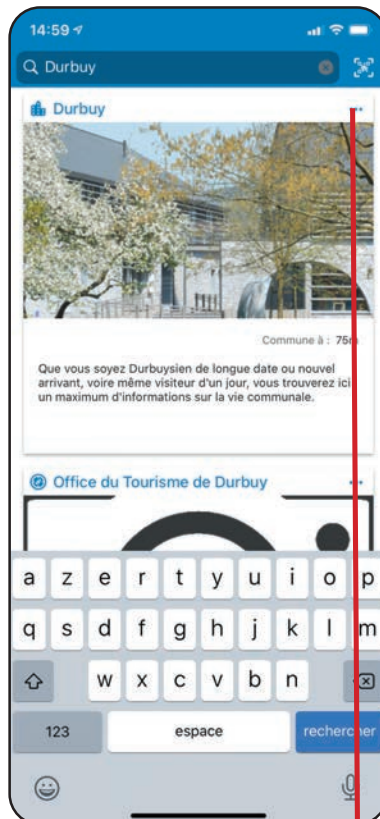 14:59
Durbuy
Durbuy
Commune à : 75m
Que vous soyez Durbuysien de longue date ou nouvel
arrivant, voire même visiteur d'un jour, vous trouverez ici
un maximum d'informations sur la vie communale.
Office du Tourisme de Durbuy
a z e r t y u i o p
q s d f g h j k l m
w x c v b n
123 espace rechercher